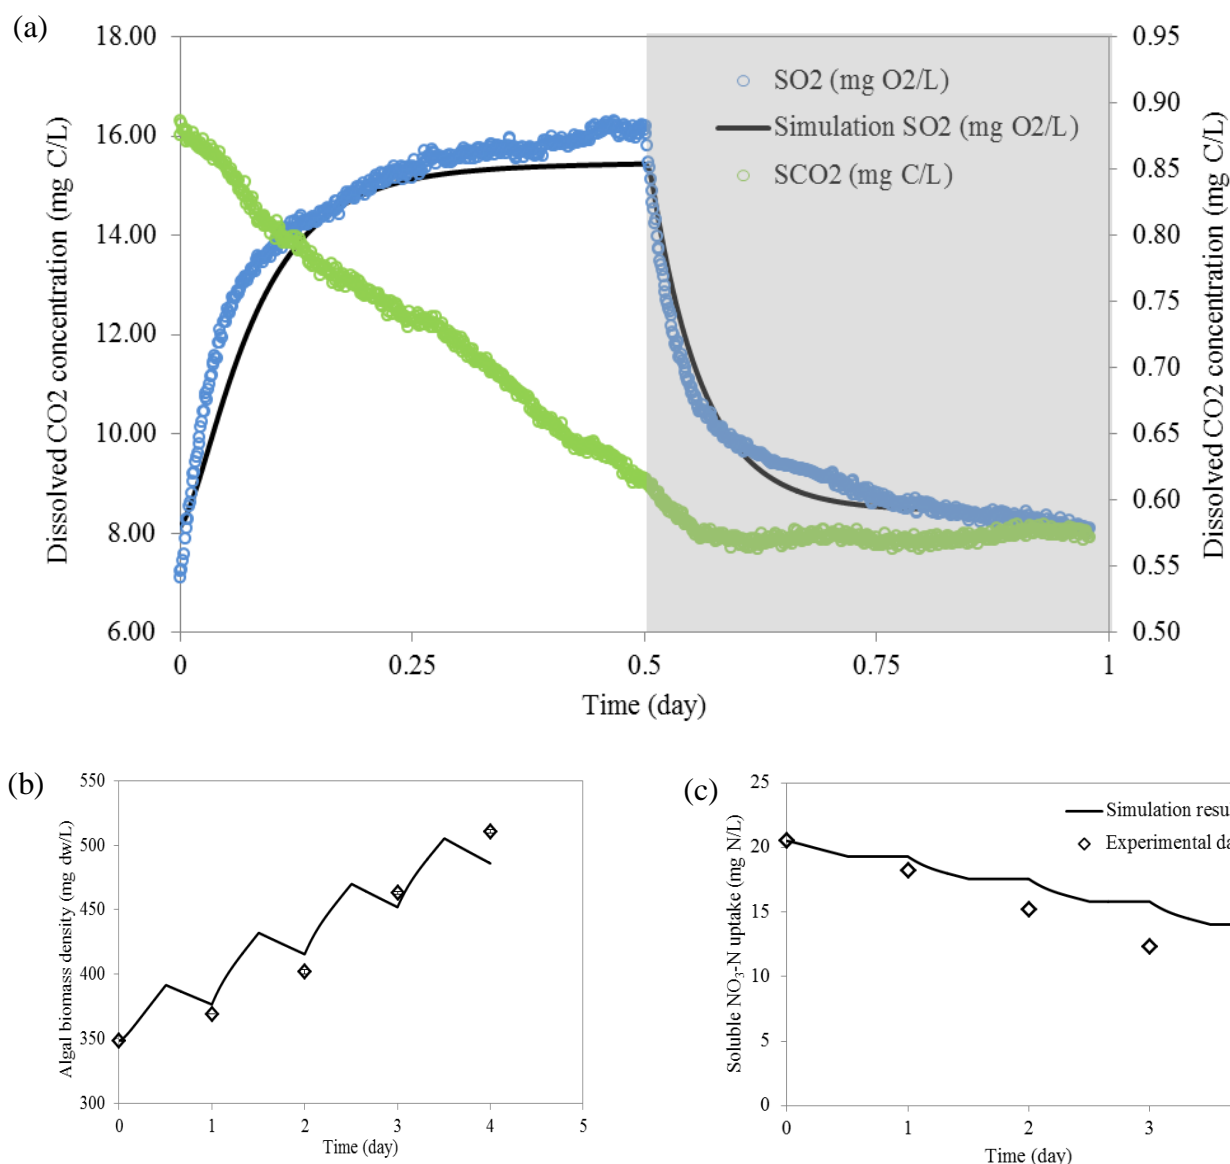 (a)
18.00
16.00
14.00
12.00
10.00
8.00
6.00
Dissolved CO2 concentration (mg C/L)
0.95
0.90
0.85
0.80
0.75
0.70
0.65
0.60
0.55
0.50
Dissolved CO2 concentration (mg C/L)
SO2 (mg O2/L)
Simulation SO2 (mg O2/L)
SCO2 (mg C/L)
0 0.25 0.5 0.75 1
Time (day)
(b)
550
500
450
400
350
300
Algal biomass density (mg dw/L)
0 1 2 3 4 5
Time (day)
(c)
25
20
15
10
5
0
Soluble NO₃-N uptake (mg N/L)
Simulation resu
Experimental da
0 1 2 3
Time (day)